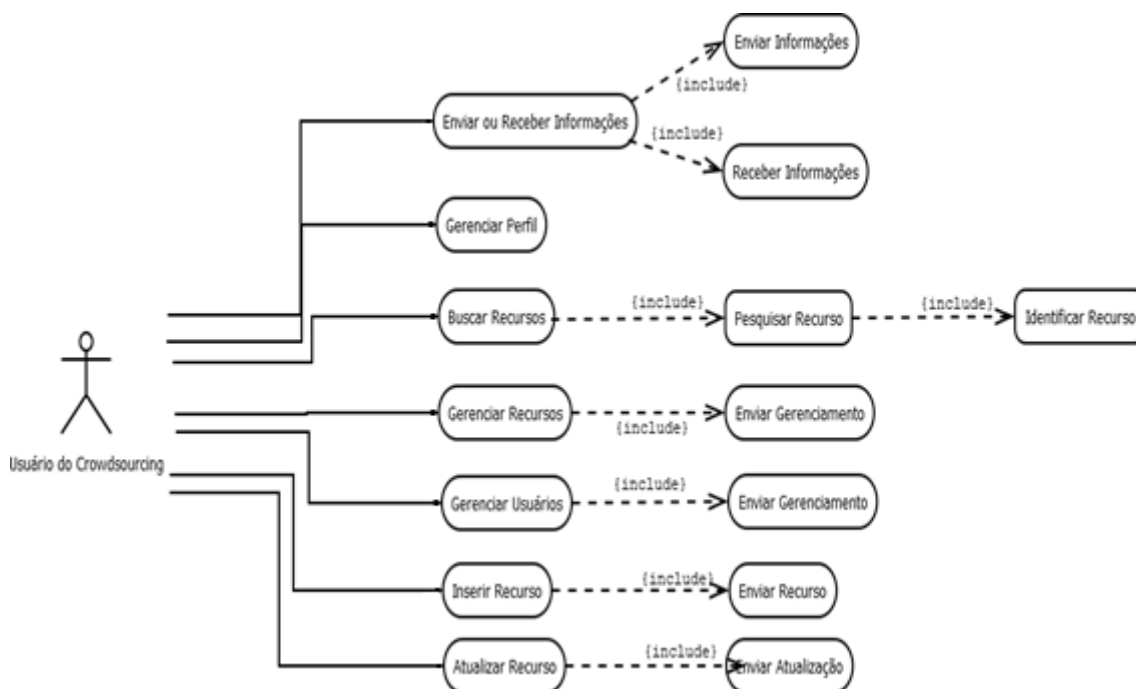 Enviar Informações
{include}
Enviar ou Receber Informações
{include}
Receber Informações
Gerenciar Perfil
Buscar Recursos
{include}
Pesquisar Recurso
{include}
Identificar Recurso
Gerenciar Recursos
{include}
Enviar Gerenciamento
Usuário do Crowdsourcing
Gerenciar Usuários
{include}
Enviar Gerenciamento
Inserir Recurso
{include}
Enviar Recurso
Atualizar Recurso
{include}
Enviar Atualização